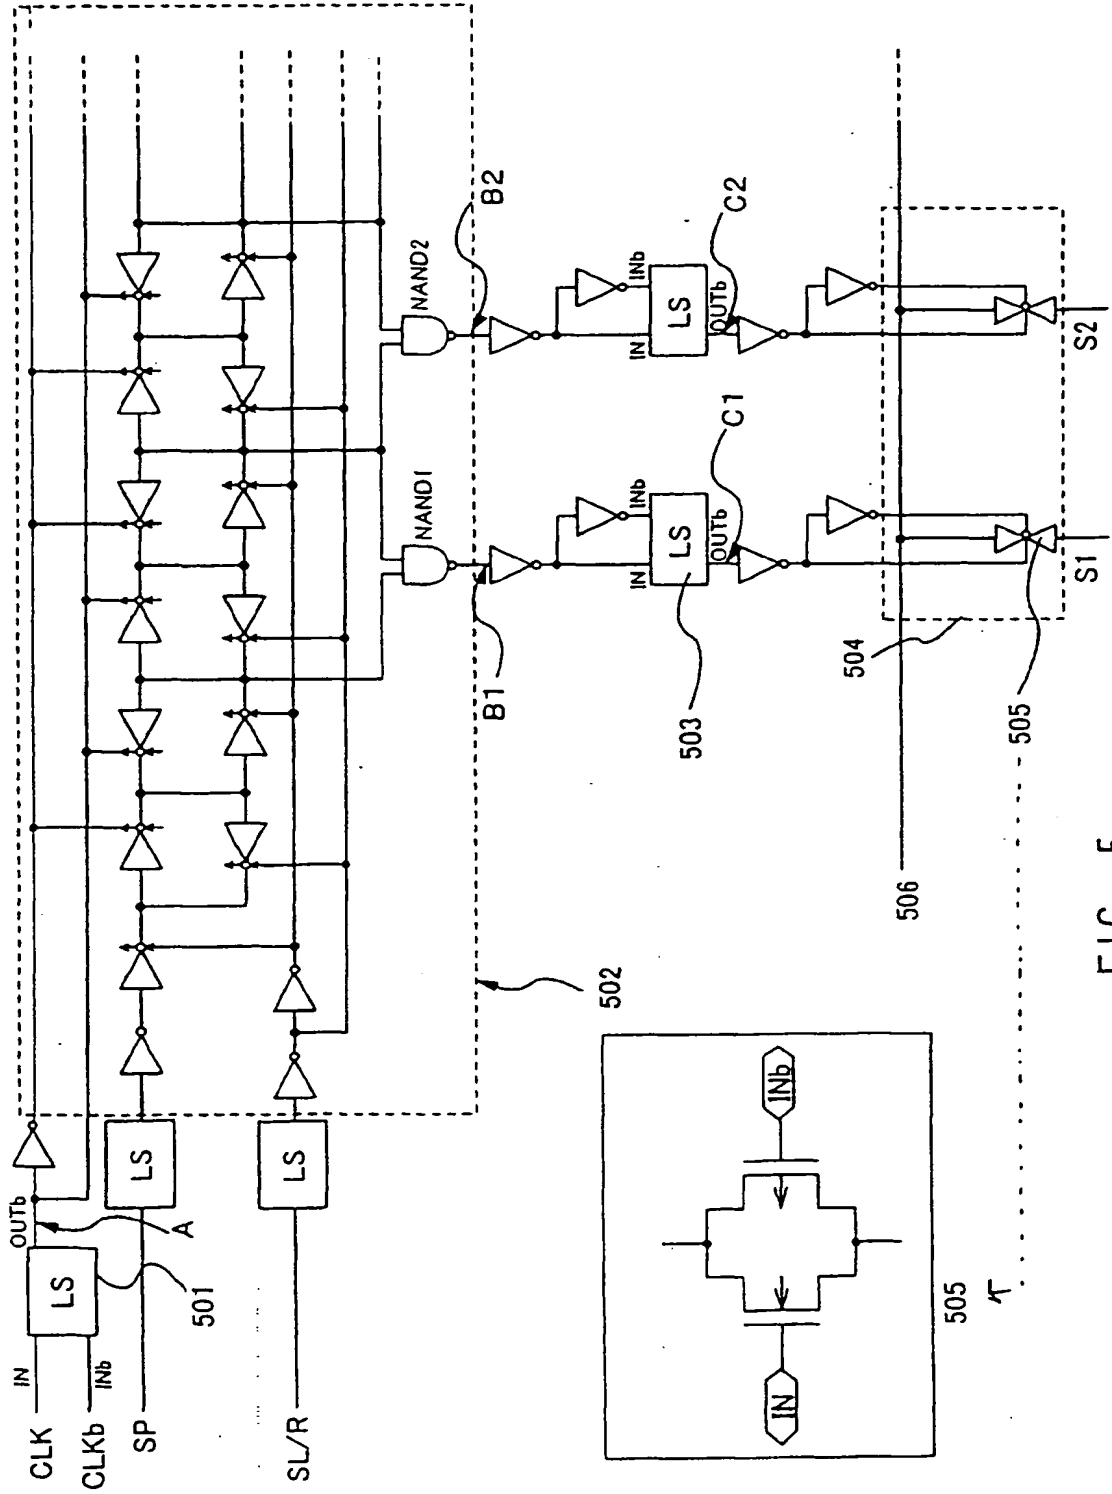 CLK
IN
LS
OUTb
A
CLKb
INb
501
SP
LS
SL/R
LS
502
NAND1
NAND2
B1
B2
IN
INb
LS
OUTb
503
C1
IN
INb
LS
OUTb
C2
504
506
505
S1
S2
IN
INb
505